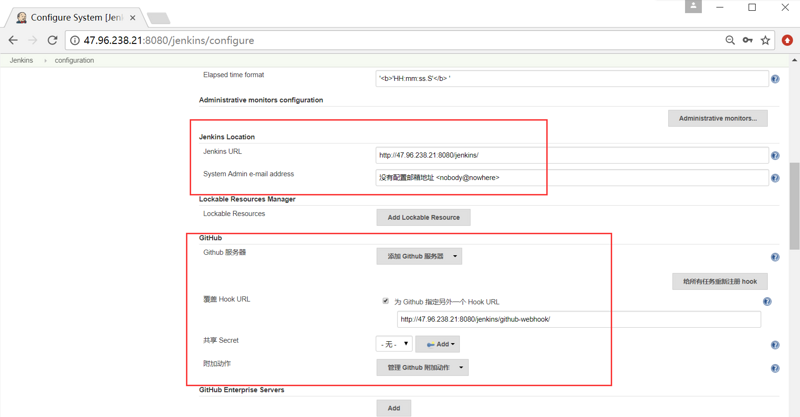 Configure System [Jen
47.96.238.21:8080/jenkins/configure
Jenkins › configuration
Elapsed time format
'<b>'HH:mm:ss.S'</b> '
Administrative monitors configuration
Administrative monitors...
Jenkins Location
Jenkins URL
http://47.96.238.21:8080/jenkins/
System Admin e-mail address
没有配置邮箱地址 <nobody@nowhere>
Lockable Resources Manager
Lockable Resources
Add Lockable Resource
GitHub
Github 服务器
添加 Github 服务器
给所有任务重新注册 hook
覆盖 Hook URL
为 Github 指定另外一个 Hook URL
http://47.96.238.21:8080/jenkins/github-webhook/
共享 Secret
- 无 -
Add
附加动作
管理 Github 附加动作
GitHub Enterprise Servers
Add